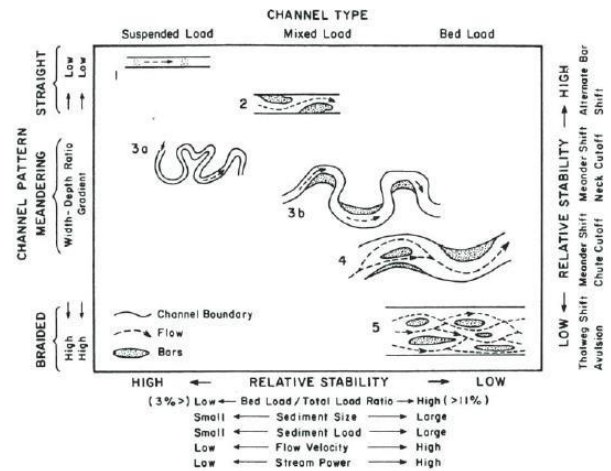 CHANNEL TYPE
Suspended Load Mixed Load Bed Load
CHANNEL PATTERN
STRAIGHT
MEANDERING
BRAIDED
Width-Depth Ratio
Gradient
Low
Low
High
High
1
2
3a
3b
4
5
Channel Boundary
Flow
Bars
HIGH
RELATIVE STABILITY
LOW
Alternate Bar
Shift
Neck Cutoff
Meander Shift
Chute Cutoff
Meander Shift
Avulsion
Thalweg Shift
HIGH RELATIVE STABILITY LOW
(3%>) Low Bed Load/Total Load Ratio High (>11%)
Small Sediment Size Large
Small Sediment Load Large
Low Flow Velocity High
Low Stream Power High